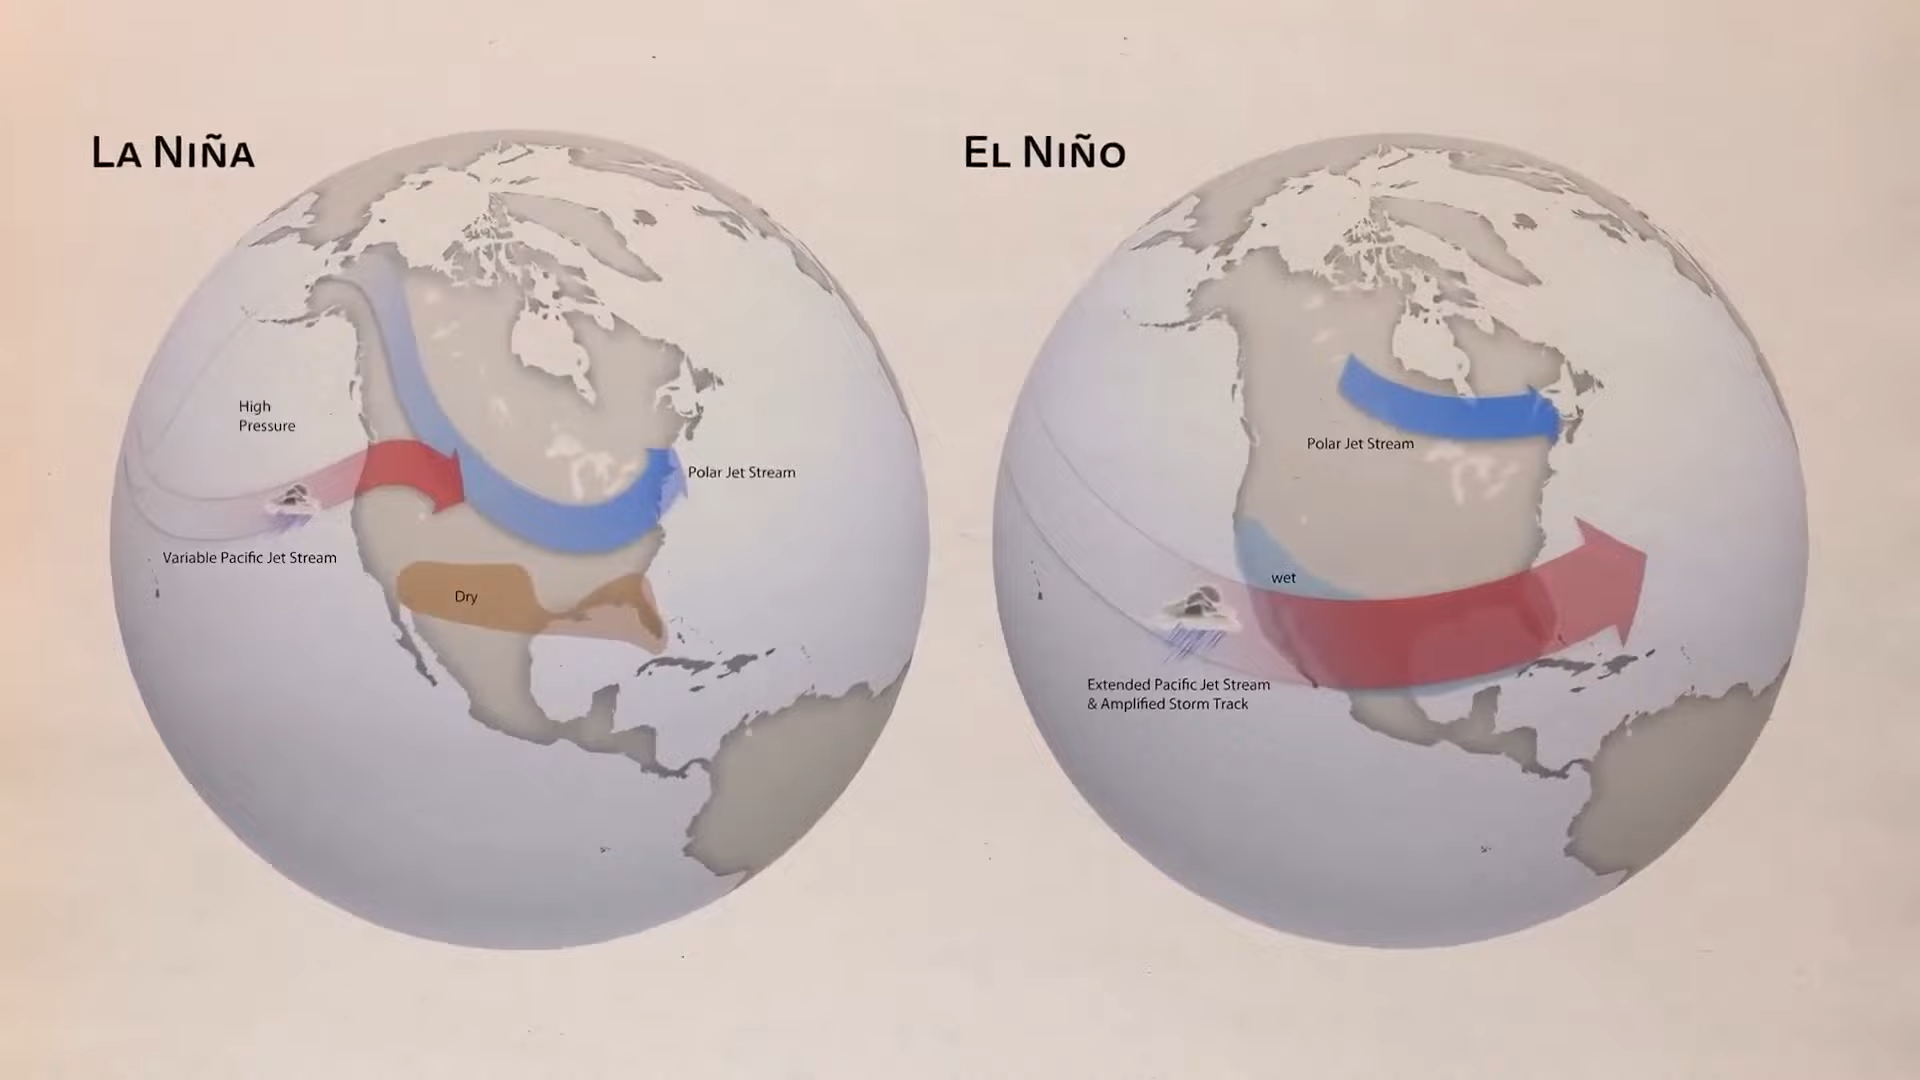 LA NIÑA
High
Pressure
Polar Jet Stream
Variable Pacific Jet Stream
Dry
EL NIÑO
Polar Jet Stream
wet
Extended Pacific Jet Stream
& Amplified Storm Track